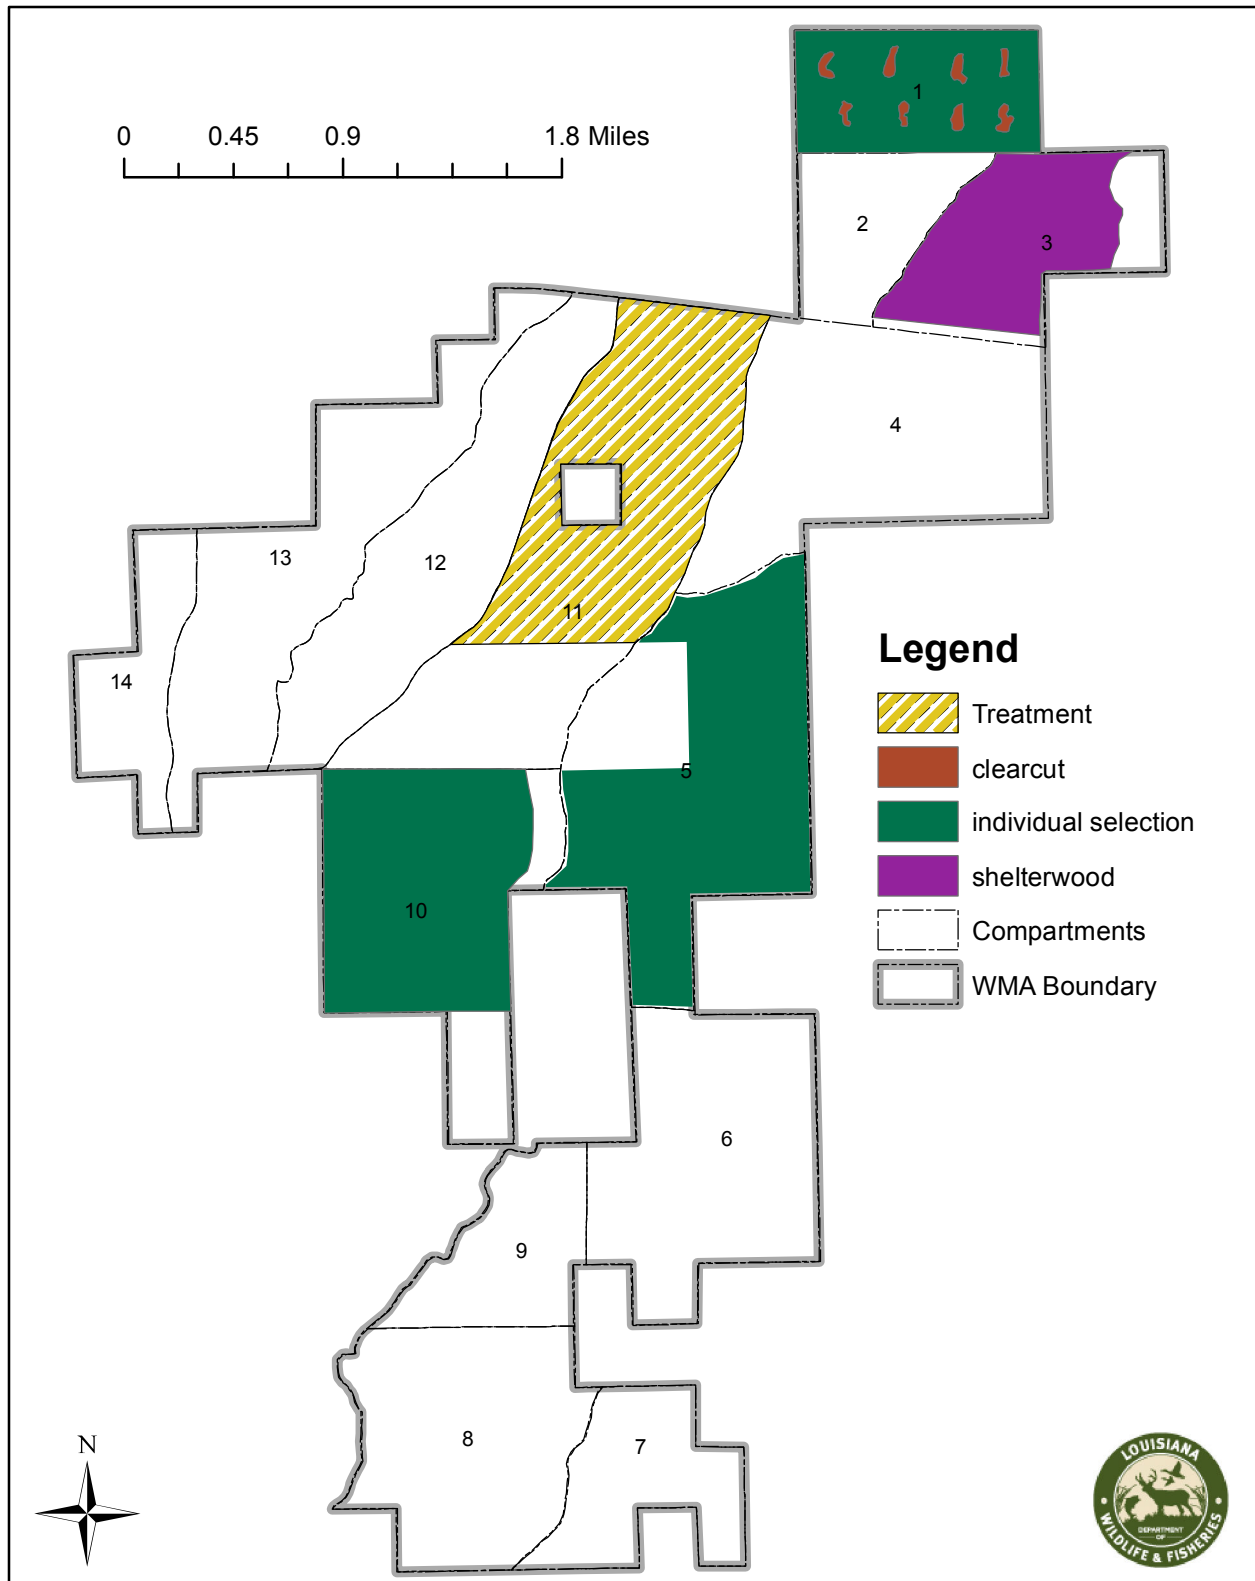 0 0.45 0.9 1.8 Miles
1
2
3
4
13
12
11
14
Legend
Treatment
clearcut
individual selection
shelterwood
Compartments
WMA Boundary
5
10
6
9
8
7
N
LOUISIANA
DEPARTMENT
OF
WILDLIFE & FISHERIES